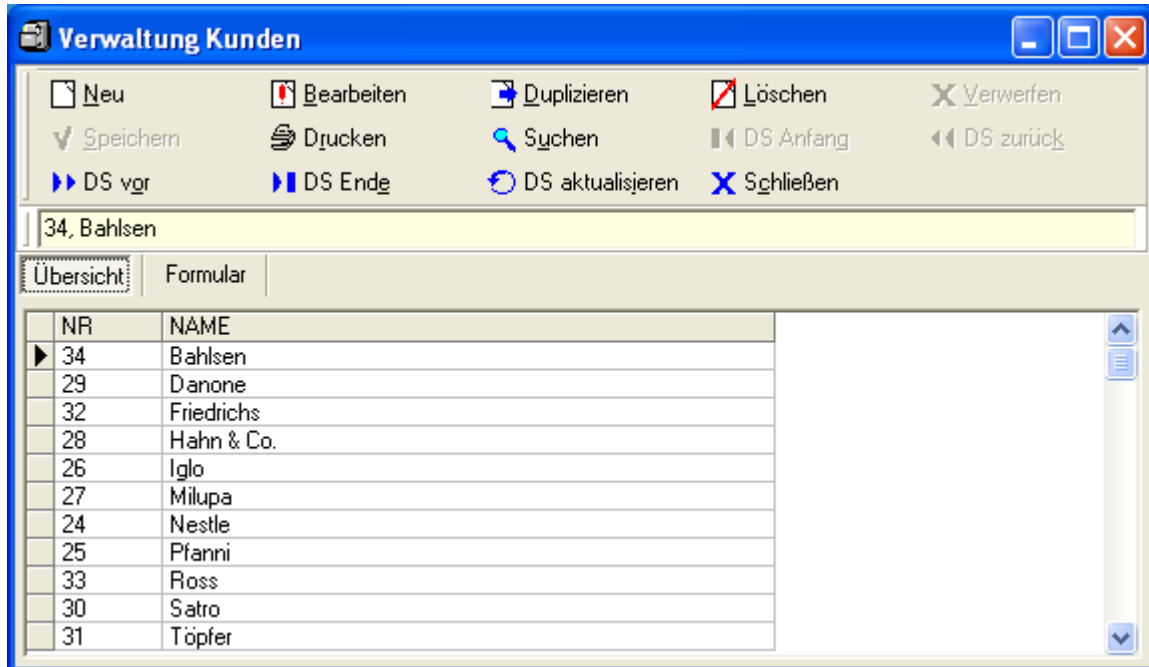 Verwaltung Kunden
Neu Bearbeiten Duplizieren Löschen Verwerfen
Speichern Drucken Suchen DS Anfang DS zurück
DS vor DS Ende DS aktualisieren Schließen
34, Bahlsen
Übersicht Formular
NR NAME
34 Bahlsen
29 Danone
32 Friedrichs
28 Hahn & Co.
26 Iglo
27 Milupa
24 Nestle
25 Pfanni
33 Ross
30 Satro
31 Töpfer